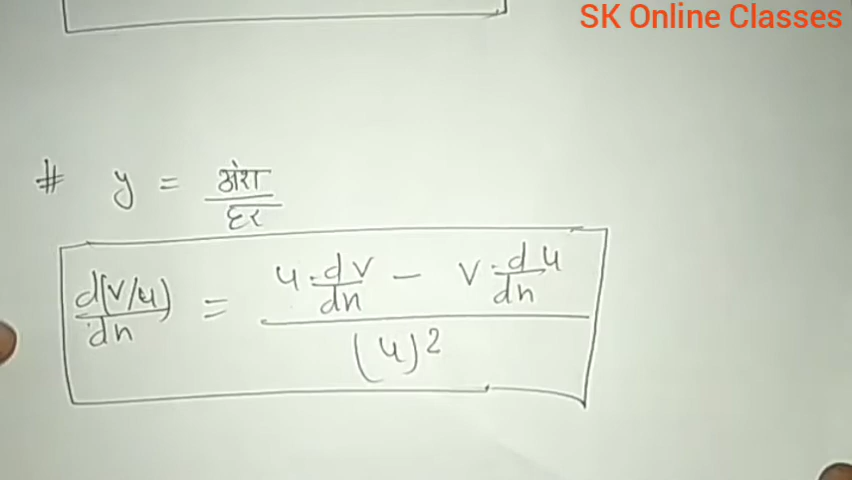 SK Online Classes
# y = अंश / हर
d(v/u)/dn = (u · dv/dn − v · du/dn) / (u)²